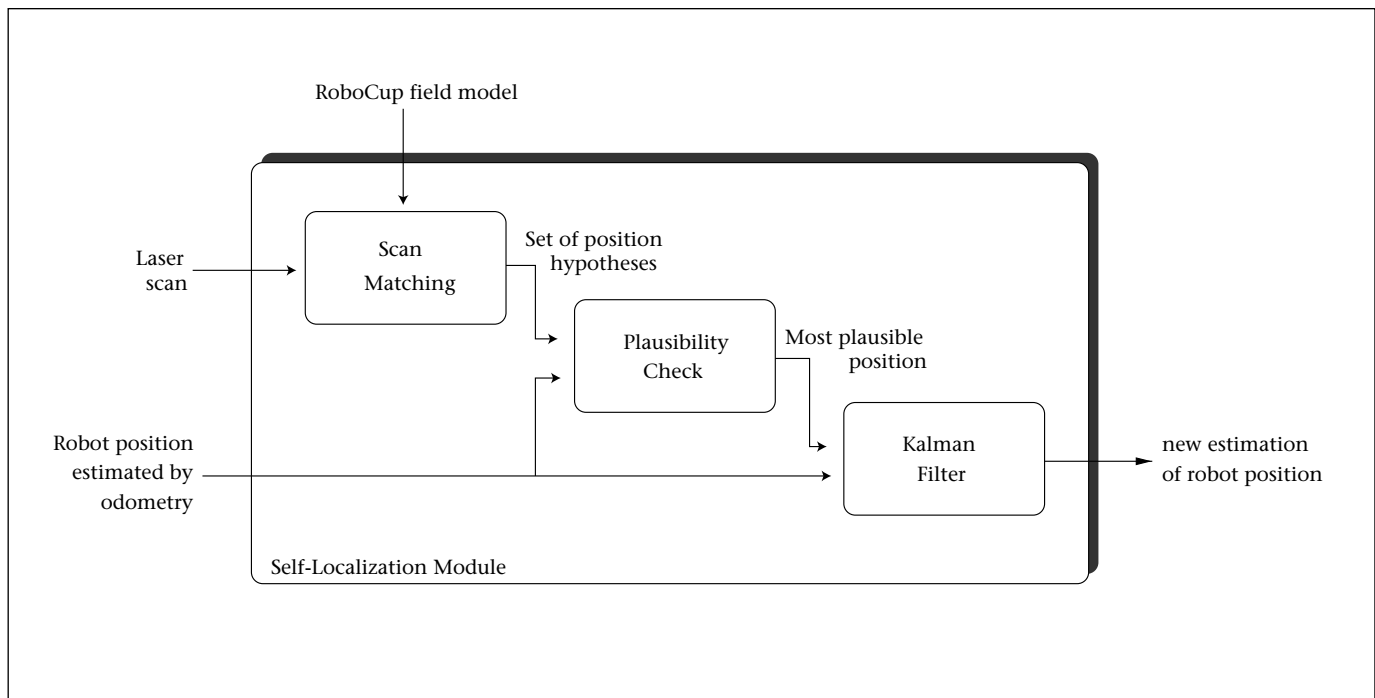 RoboCup field model
Scan
Matching
Laser
scan
Set of position
hypotheses
Plausibility
Check
Most plausible
position
Kalman
Filter
Robot position
estimated by
odometry
new estimation
of robot position
Self-Localization Module